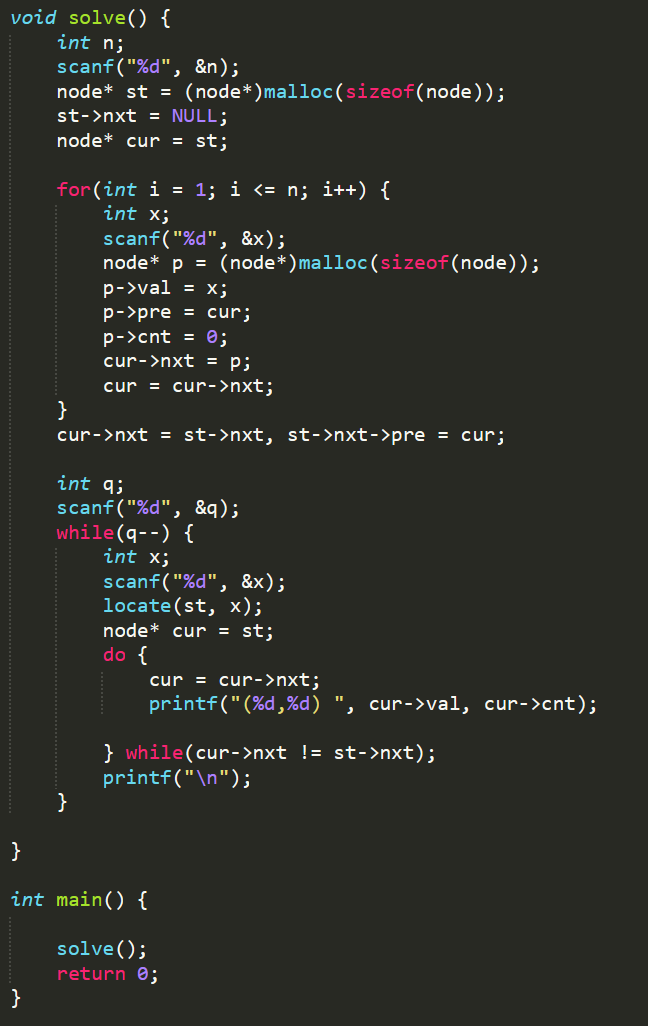 void solve() {
    int n;
    scanf("%d", &n);
    node* st = (node*)malloc(sizeof(node));
    st->nxt = NULL;
    node* cur = st;

    for(int i = 1; i <= n; i++) {
        int x;
        scanf("%d", &x);
        node* p = (node*)malloc(sizeof(node));
        p->val = x;
        p->pre = cur;
        p->cnt = 0;
        cur->nxt = p;
        cur = cur->nxt;
    }
    cur->nxt = st->nxt, st->nxt->pre = cur;

    int q;
    scanf("%d", &q);
    while(q--) {
        int x;
        scanf("%d", &x);
        locate(st, x);
        node* cur = st;
        do {
            cur = cur->nxt;
            printf("(%d,%d) ", cur->val, cur->cnt);

        } while(cur->nxt != st->nxt);
        printf("\n");
    }

}

int main() {

    solve();
    return 0;
}